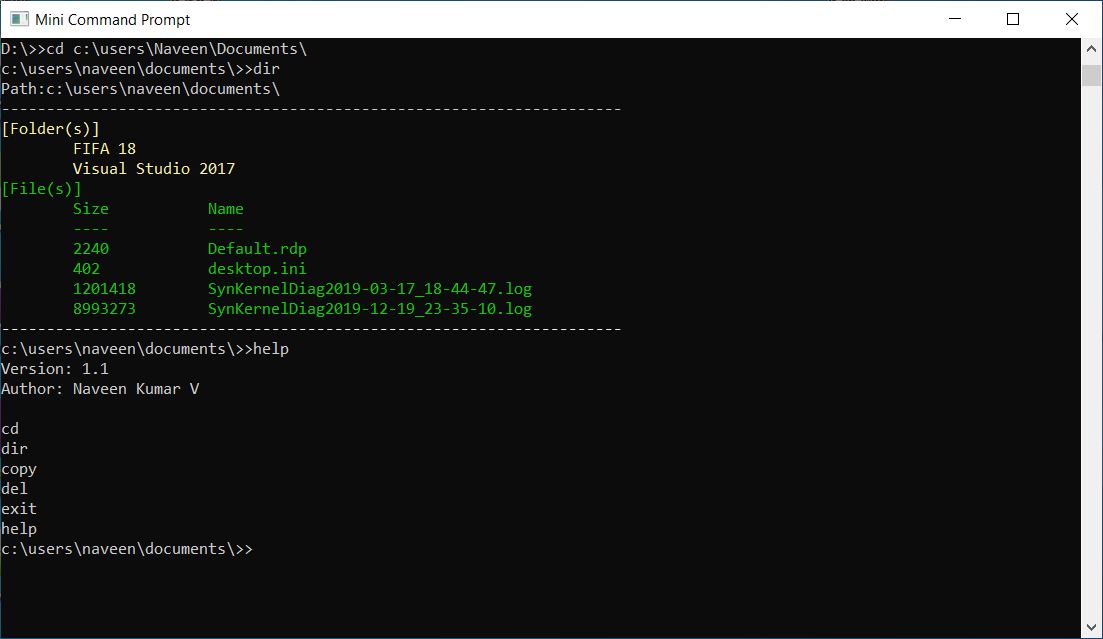 Mini Command Prompt
D:\>>cd c:\users\Naveen\Documents\
c:\users\naveen\documents\>>dir
Path:c:\users\naveen\documents\
---------------------------------------------------------------------
[Folder(s)]
        FIFA 18
        Visual Studio 2017
[File(s)]
        Size           Name
        ----           ----
        2240           Default.rdp
        402            desktop.ini
        1201418        SynKernelDiag2019-03-17_18-44-47.log
        8993273        SynKernelDiag2019-12-19_23-35-10.log
---------------------------------------------------------------------
c:\users\naveen\documents\>>help
Version: 1.1
Author: Naveen Kumar V

cd
dir
copy
del
exit
help
c:\users\naveen\documents\>>